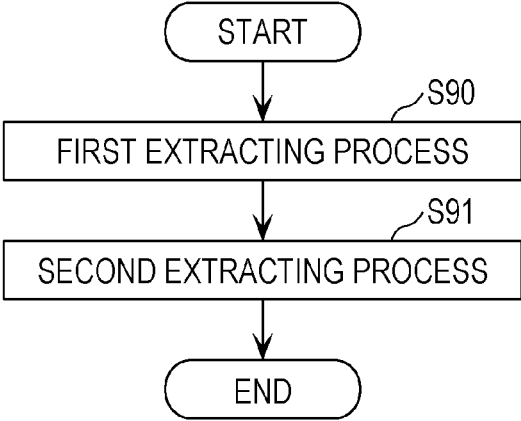 START
S90
FIRST EXTRACTING PROCESS
S91
SECOND EXTRACTING PROCESS
END